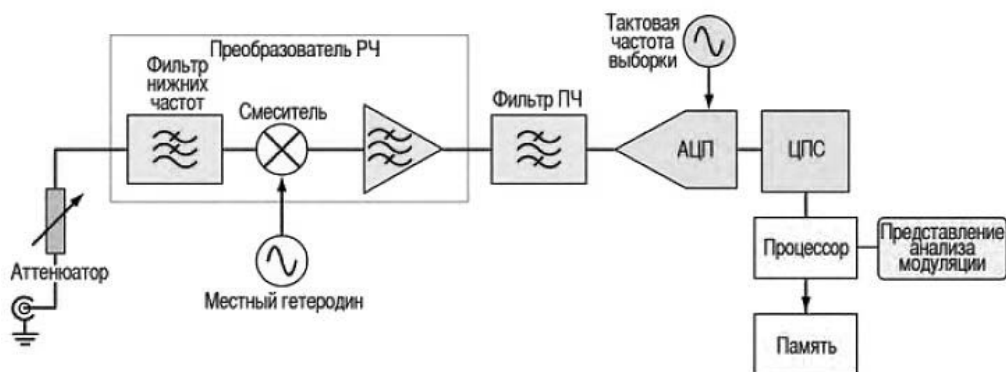 Преобразователь РЧ
Фильтр
нижних
частот
Смеситель
Местный гетеродин
Аттенюатор
Фильтр ПЧ
Тактовая
частота
выборки
АЦП
ЦПС
Процессор
Представление
анализа
модуляции
Память